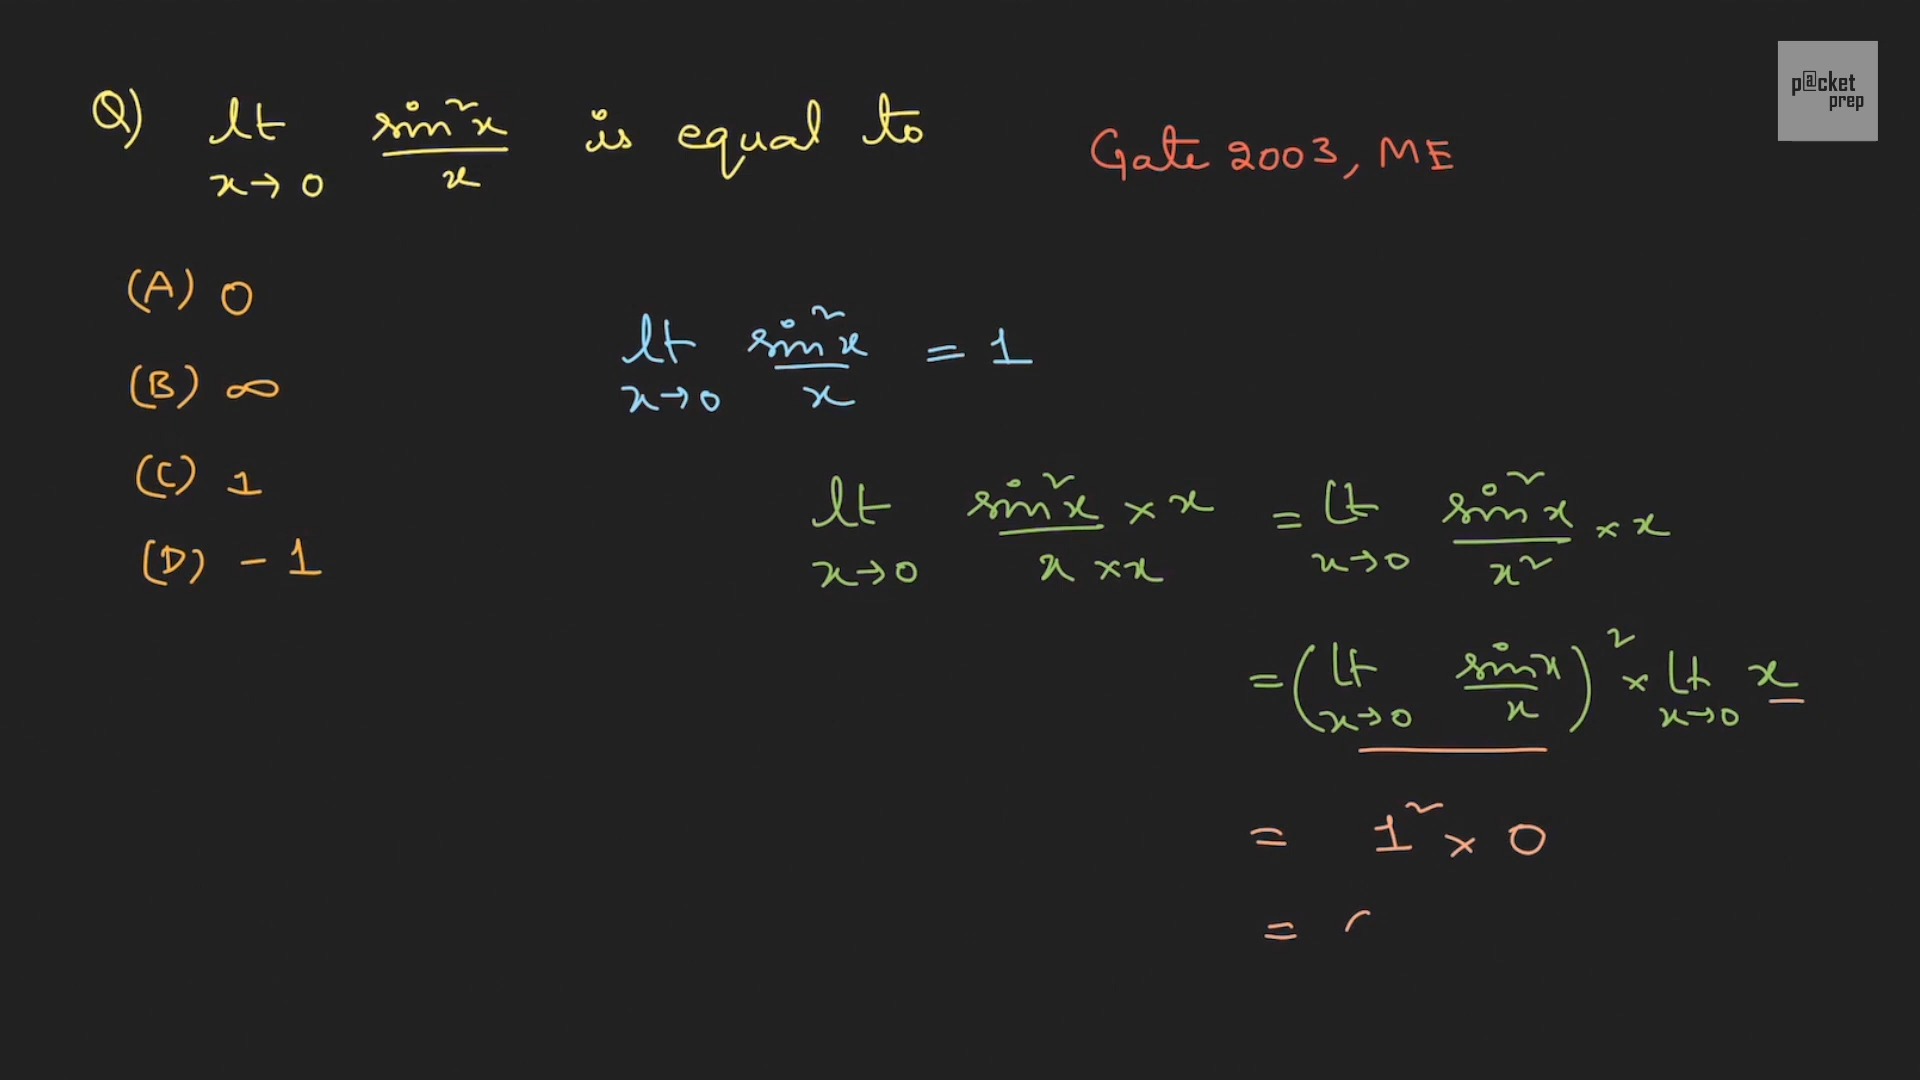 p@cket
prep
Q) lt x→0 sin²x/x is equal to
Gate 2003, ME
(A) 0
(B) ∞
(C) 1
(D) -1
lt x→0 sin²x/x = 1
lt x→0 sin²x × x / x × x = lt x→0 sin²x/x² × x
= (lt x→0 sin x/x)² × lt x→0 x
= 1² × 0
=